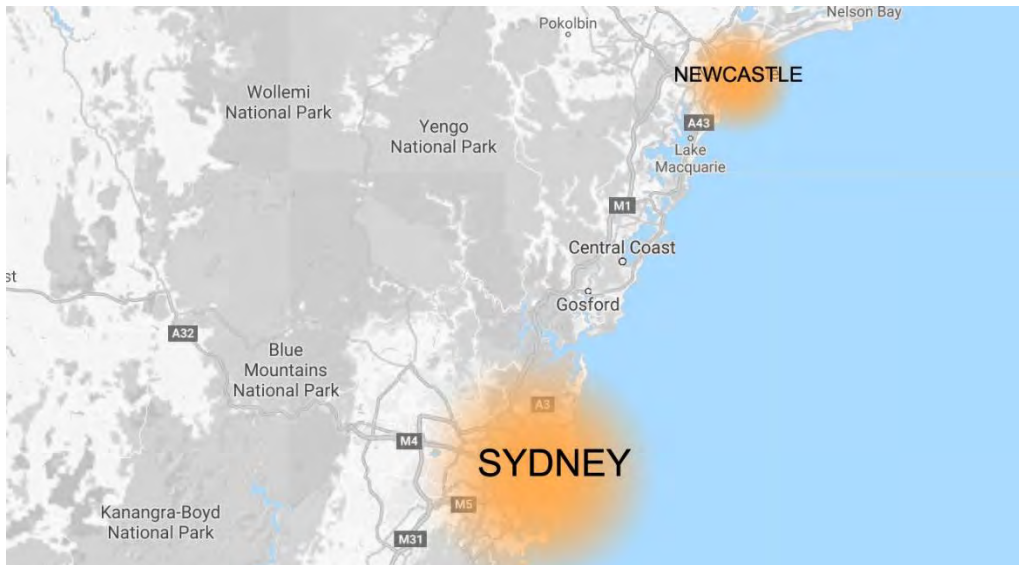 Nelson Bay
Pokolbin
NEWCASTLE
Wollemi
National Park
Yengo
National Park
A43
Lake
Macquarie
M1
Central Coast
st
Gosford
A32
Blue
Mountains
National Park
A3
M4
SYDNEY
M5
Kanangra-Boyd
National Park
M31